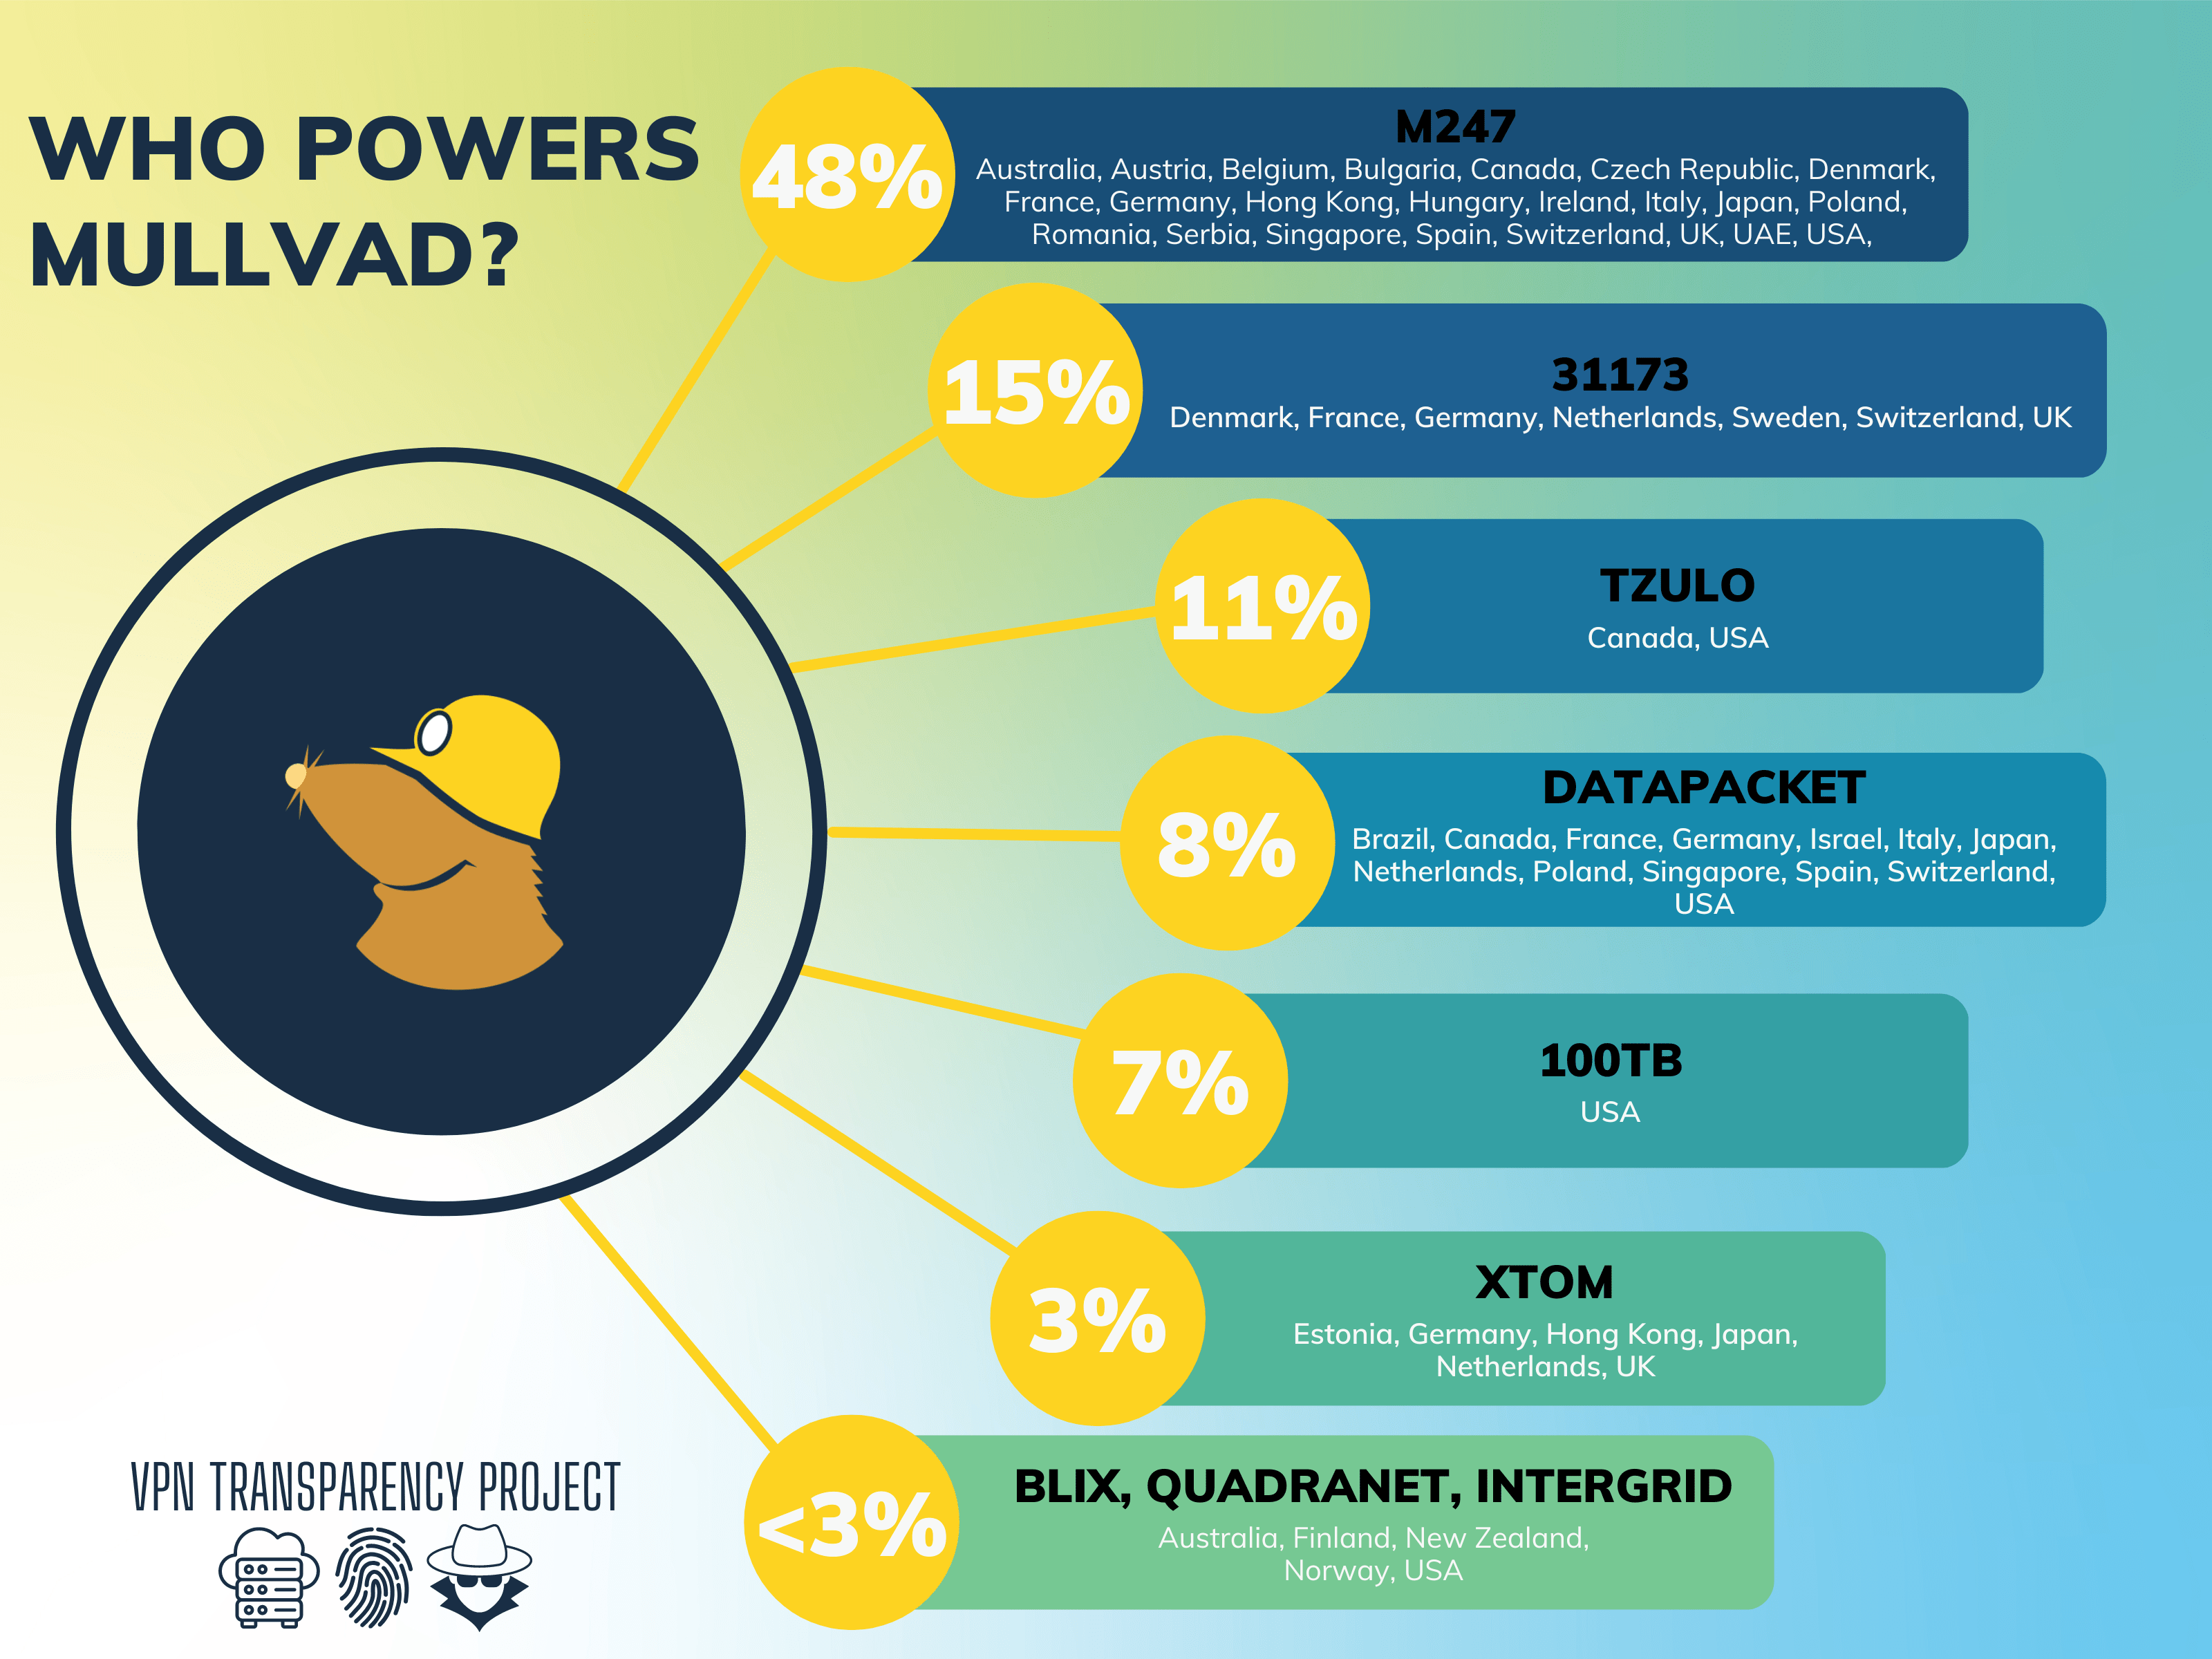 WHO POWERS
MULLVAD?
48%
M247
Australia, Austria, Belgium, Bulgaria, Canada, Czech Republic, Denmark,
France, Germany, Hong Kong, Hungary, Ireland, Italy, Japan, Poland,
Romania, Serbia, Singapore, Spain, Switzerland, UK, UAE, USA,
15%
31173
Denmark, France, Germany, Netherlands, Sweden, Switzerland, UK
11%
TZULO
Canada, USA
8%
DATAPACKET
Brazil, Canada, France, Germany, Israel, Italy, Japan,
Netherlands, Poland, Singapore, Spain, Switzerland,
USA
7%
100TB
USA
3%
XTOM
Estonia, Germany, Hong Kong, Japan,
Netherlands, UK
<3%
BLIX, QUADRANET, INTERGRID
Australia, Finland, New Zealand,
Norway, USA
VPN TRANSPARENCY PROJECT